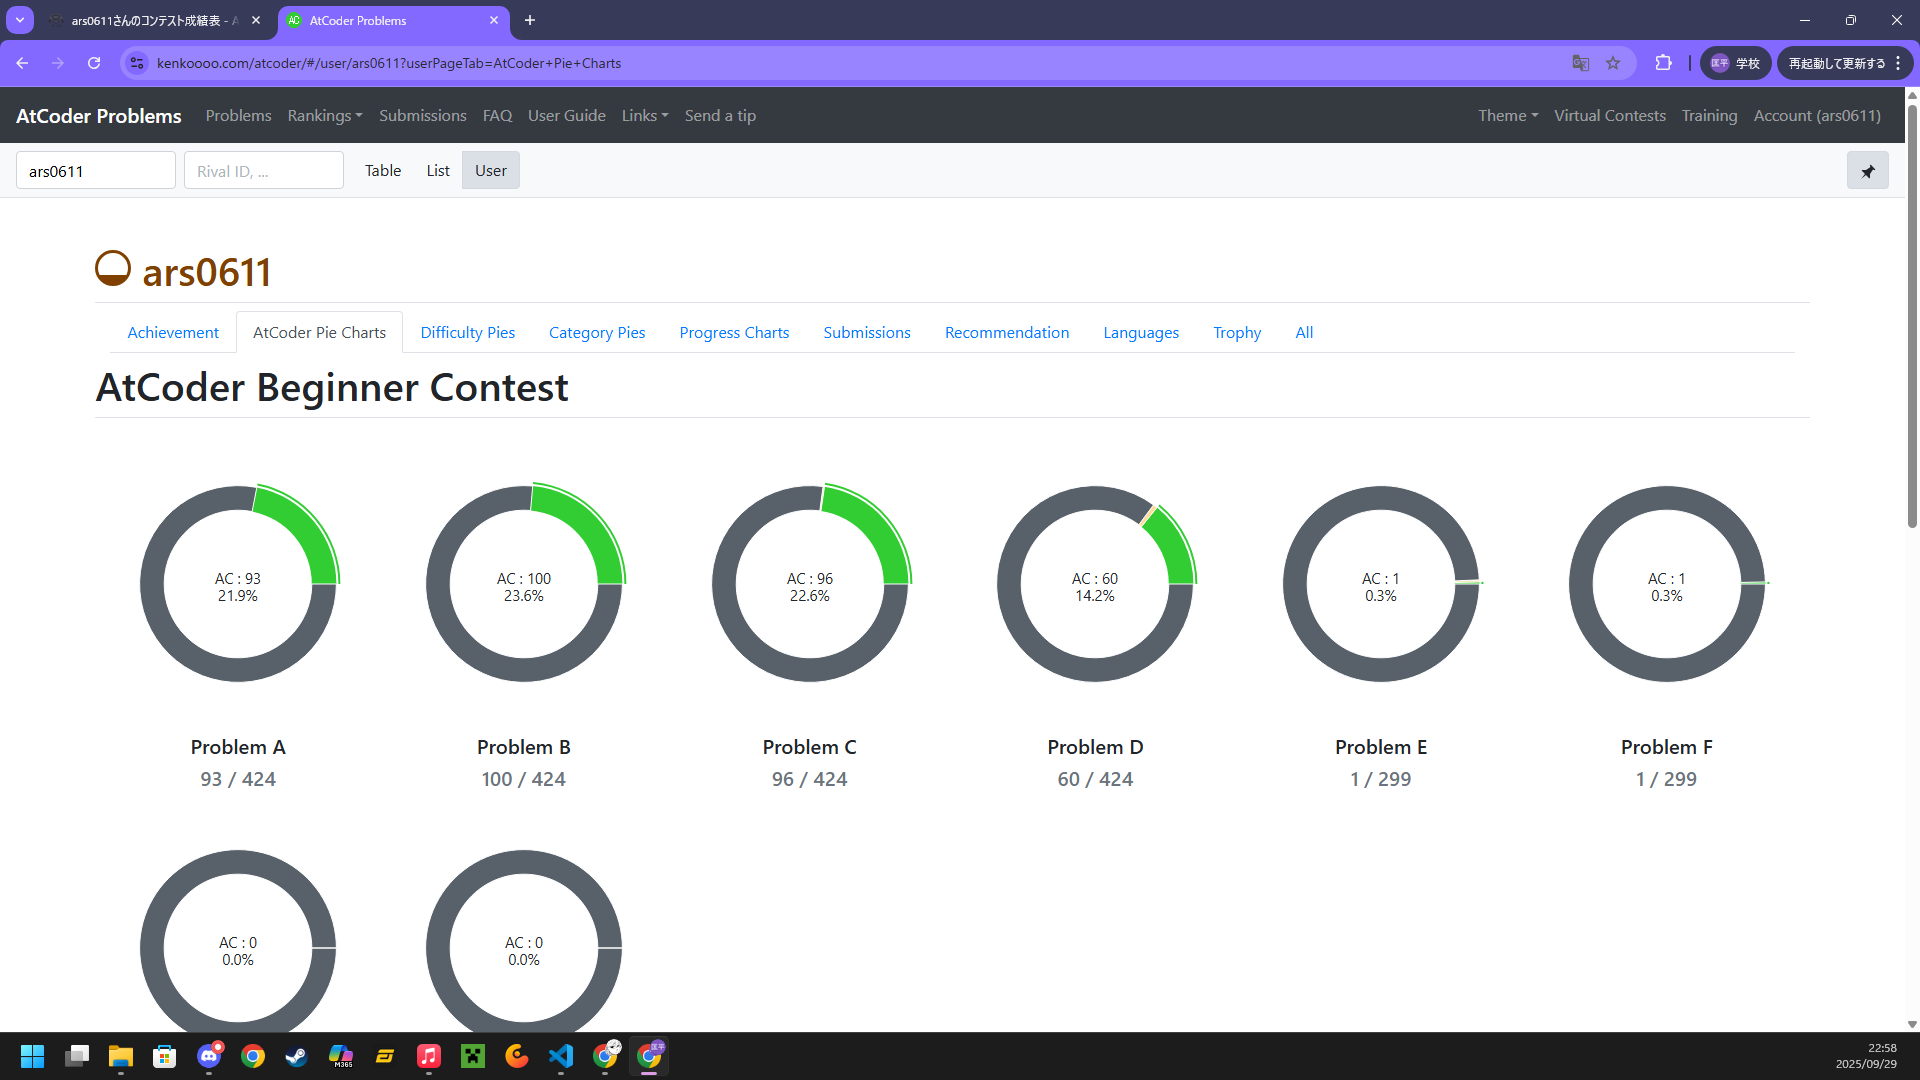 ars0611さんのコンテスト成績表 - A
AC AtCoder Problems
kenkoooo.com/atcoder/#/user/ars0611?userPageTab=AtCoder+Pie+Charts
匡平 学校
再起動して更新する
AtCoder Problems Problems Rankings Submissions FAQ User Guide Links Send a tip Theme Virtual Contests Training Account (ars0611)
ars0611 Rival ID, ... Table List User
ars0611
Achievement AtCoder Pie Charts Difficulty Pies Category Pies Progress Charts Submissions Recommendation Languages Trophy All
AtCoder Beginner Contest
AC : 93 AC : 100 AC : 96 AC : 60 AC : 1 AC : 1
21.9% 23.6% 22.6% 14.2% 0.3% 0.3%
Problem A Problem B Problem C Problem D Problem E Problem F
93 / 424 100 / 424 96 / 424 60 / 424 1 / 299 1 / 299
AC : 0 AC : 0
0.0% 0.0%
M365
匡平
22:58
2025/09/29